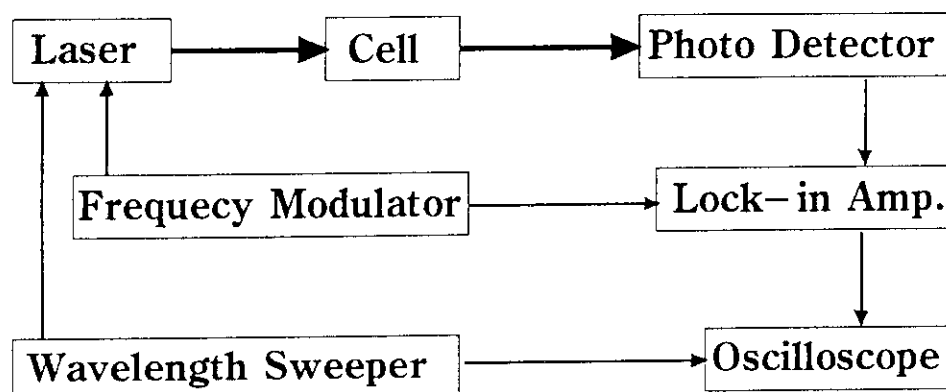 Laser
Cell
Photo Detector
Frequecy Modulator
Lock-in Amp.
Wavelength Sweeper
Oscilloscope